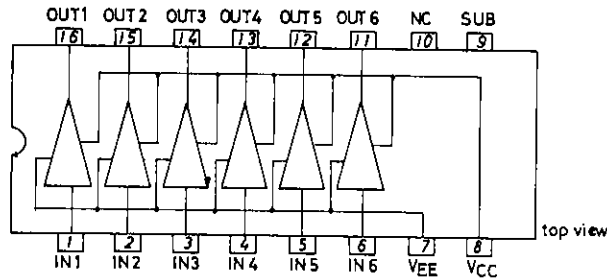 OUT1 OUT2 OUT3 OUT4 OUT5 OUT6 NC SUB
16 15 14 13 12 11 10 9
1 2 3 4 5 6 7 8
IN1 IN2 IN3 IN4 IN5 IN6 VEE VCC
top view